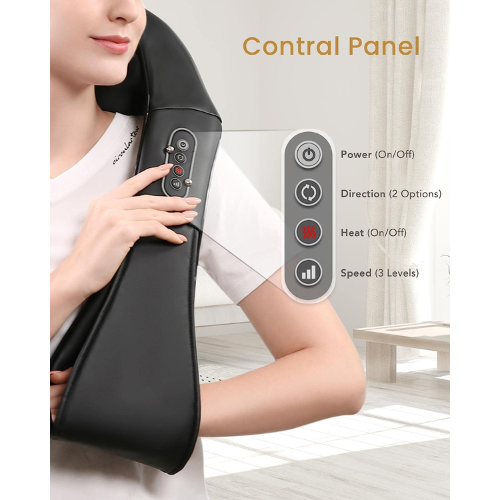 Contral Panel
Power (On/Off)
Direction (2 Options)
Heat (On/Off)
Speed (3 Levels)